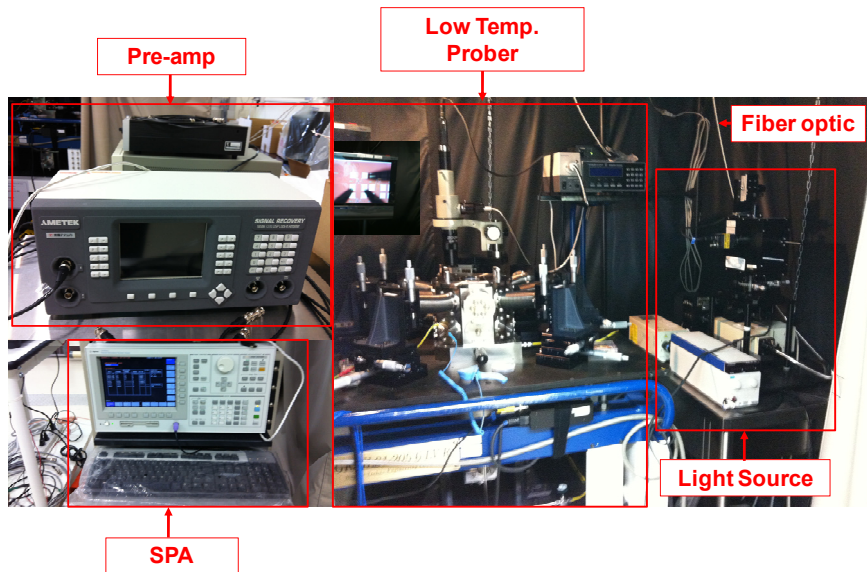 Low Temp.
Prober
Pre-amp
Fiber optic
AMETEK
SIGNAL RECOVERY
Light Source
SPA